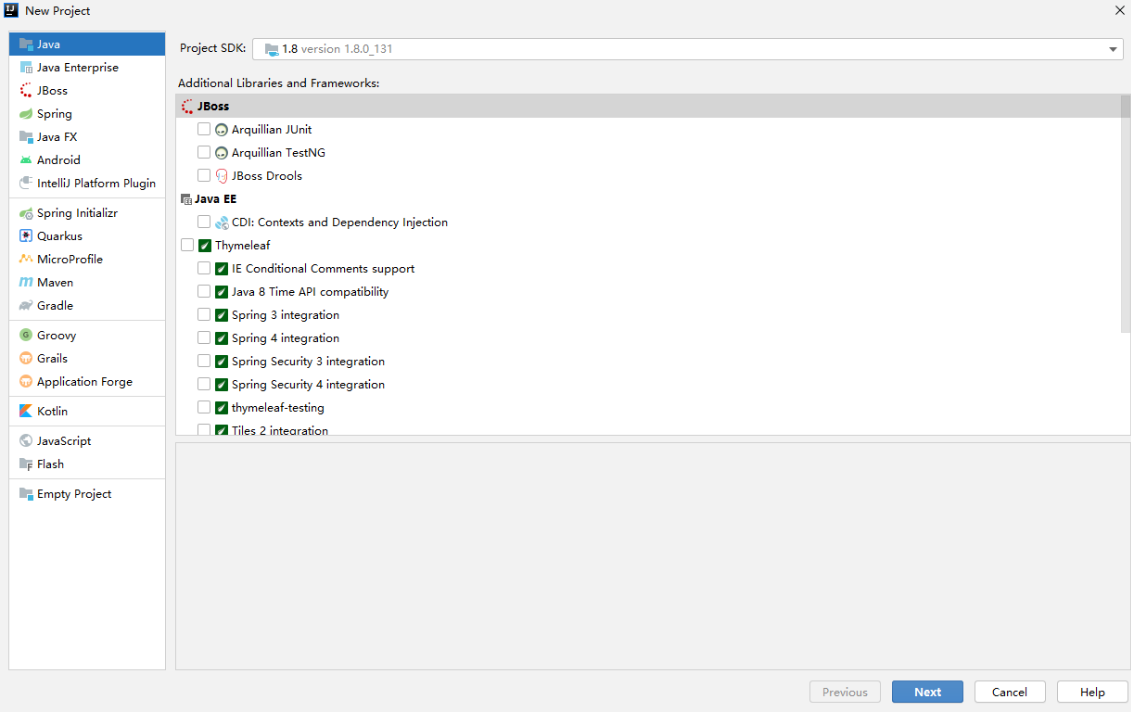 New Project
Java
Java Enterprise
JBoss
Spring
Java FX
Android
IntelliJ Platform Plugin
Spring Initializr
Quarkus
MicroProfile
Maven
Gradle
Groovy
Grails
Application Forge
Kotlin
JavaScript
Flash
Empty Project
Project SDK: 1.8 version 1.8.0_131
Additional Libraries and Frameworks:
JBoss
Arquillian JUnit
Arquillian TestNG
JBoss Drools
Java EE
CDI: Contexts and Dependency Injection
Thymeleaf
IE Conditional Comments support
Java 8 Time API compatibility
Spring 3 integration
Spring 4 integration
Spring Security 3 integration
Spring Security 4 integration
thymeleaf-testing
Tiles 2 integration
Previous Next Cancel Help